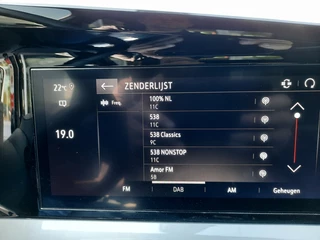 22°C
ZENDERLIJST
Freq.
100% NL
11C
538
11C
19.0
538 Classics
9C
538 NONSTOP
11C
Amor FM
5B
FM DAB AM Geheugen